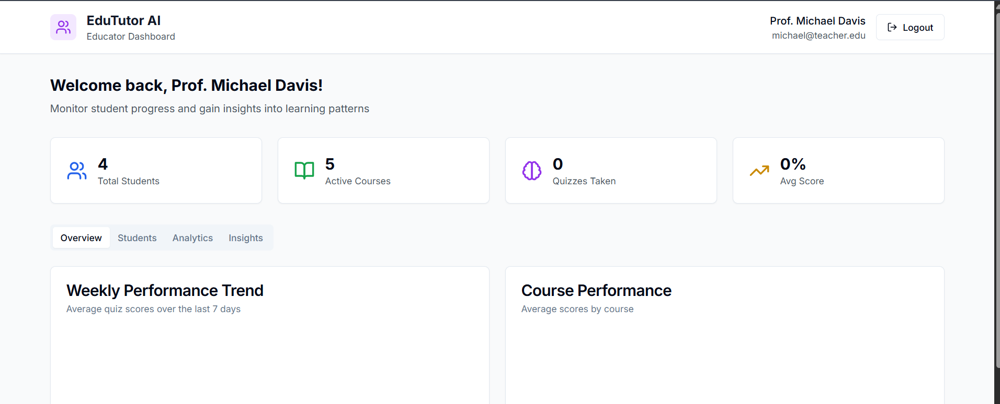 EduTutor AI
Educator Dashboard
Prof. Michael Davis
michael@teacher.edu
Logout
Welcome back, Prof. Michael Davis!
Monitor student progress and gain insights into learning patterns
4
Total Students
5
Active Courses
0
Quizzes Taken
0%
Avg Score
Overview
Students
Analytics
Insights
Weekly Performance Trend
Average quiz scores over the last 7 days
Course Performance
Average scores by course